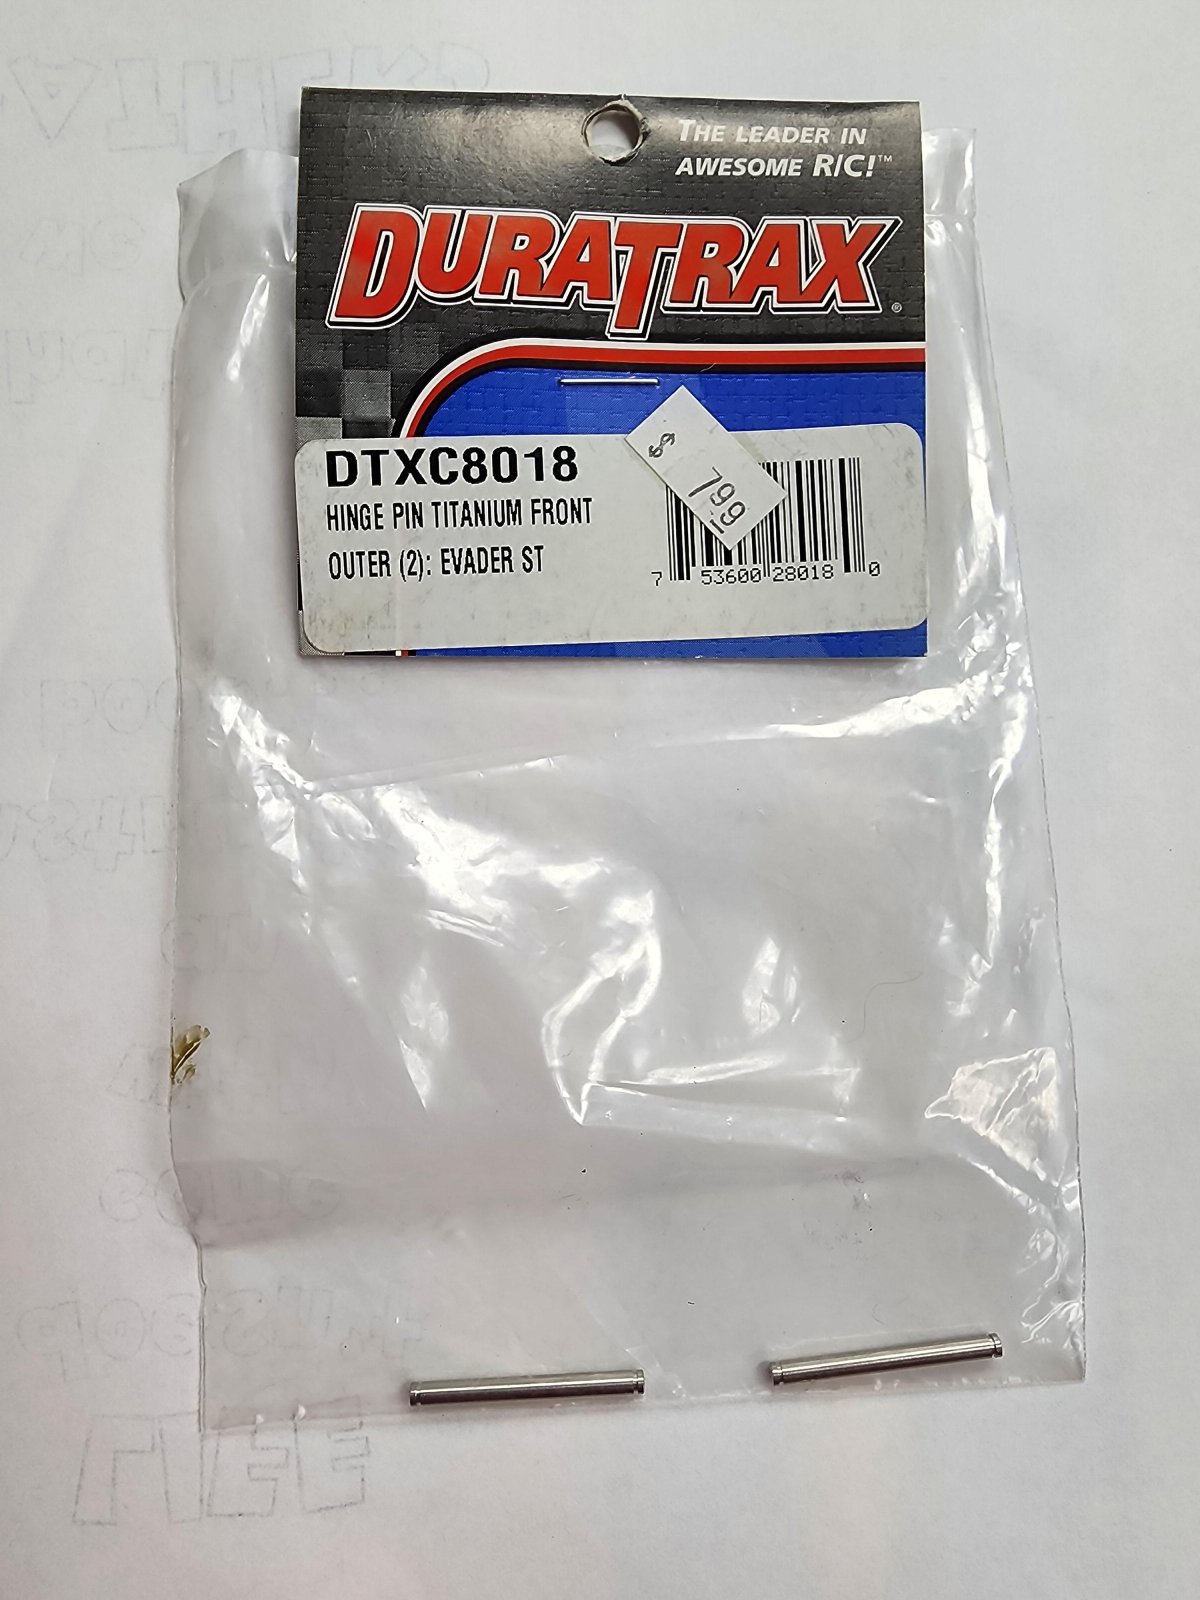 THE LEADER IN
AWESOME R/C!™
DURATRAX®
DTXC8018
HINGE PIN TITANIUM FRONT
OUTER (2): EVADER ST
799
7 53600 28018 0